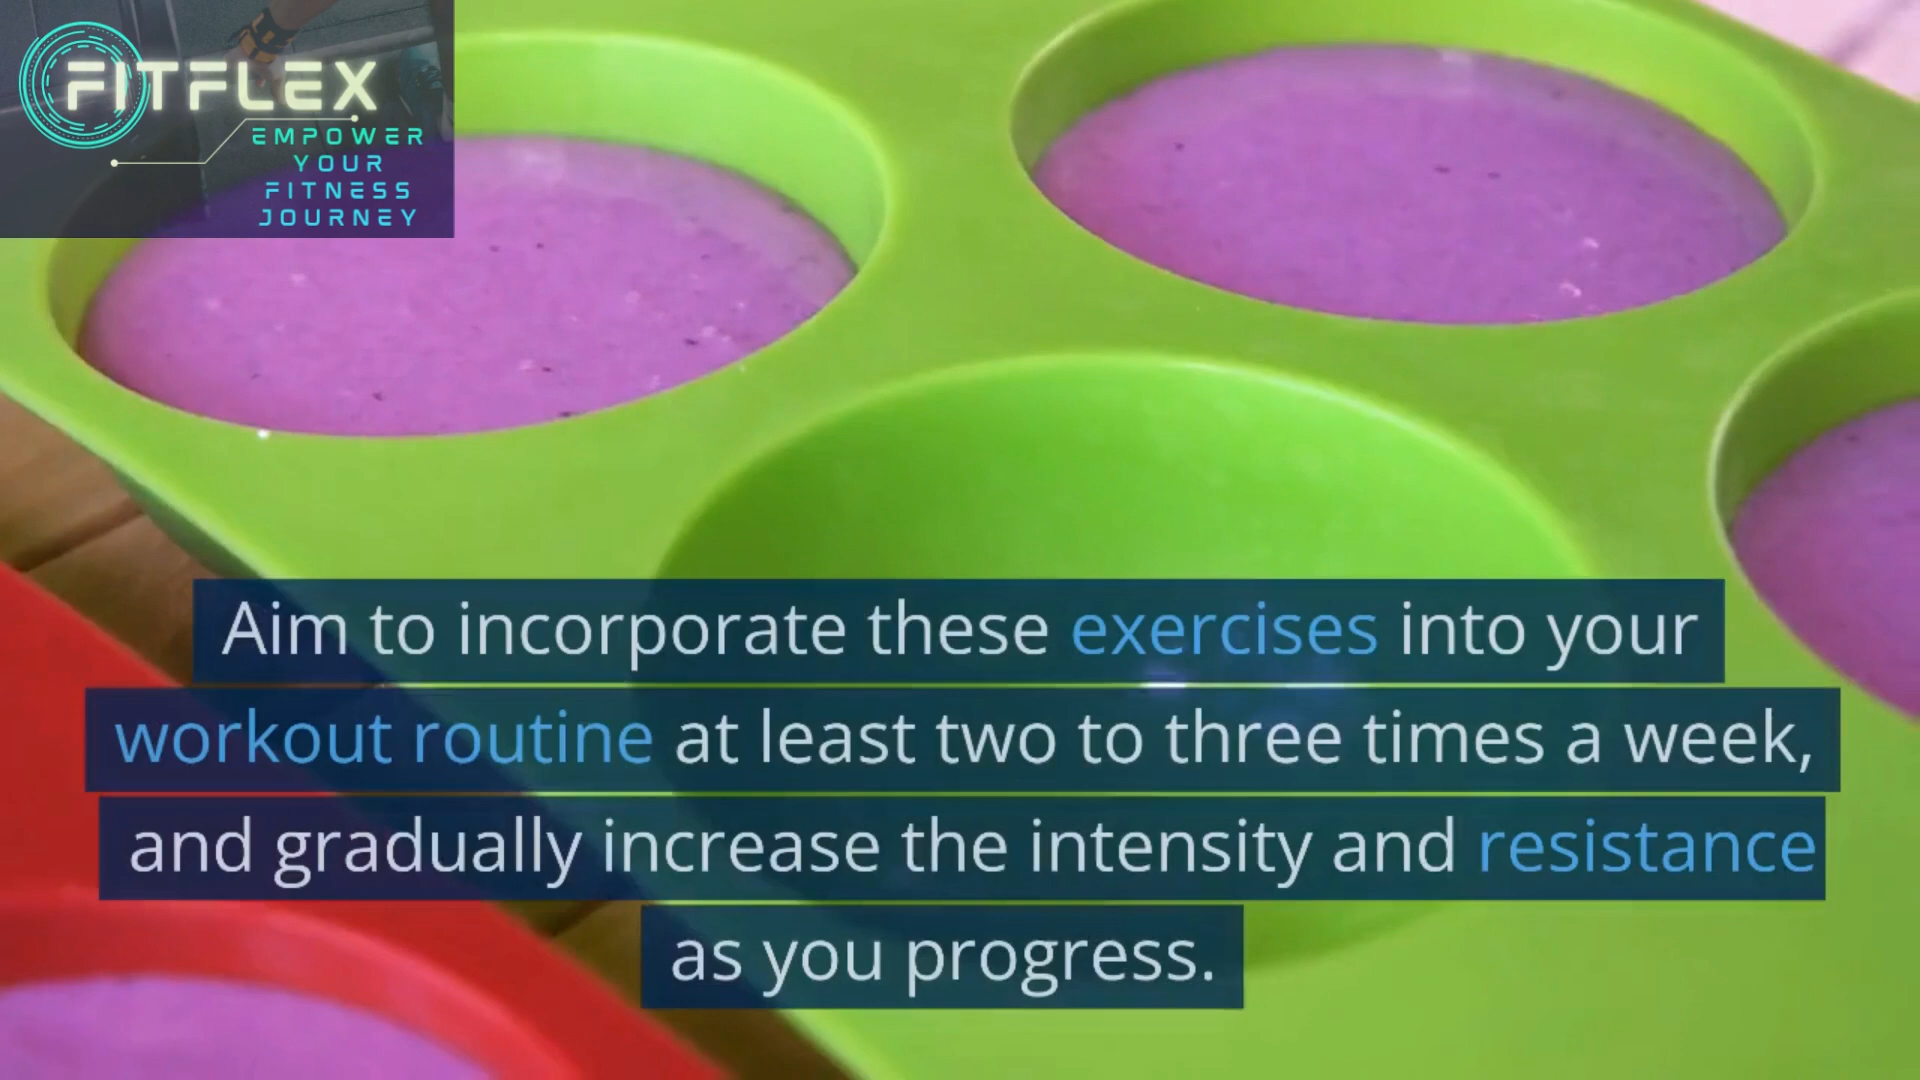 FITFLEX
EMPOWER
YOUR
FITNESS
JOURNEY
Aim to incorporate these exercises into your
workout routine at least two to three times a week,
and gradually increase the intensity and resistance
as you progress.